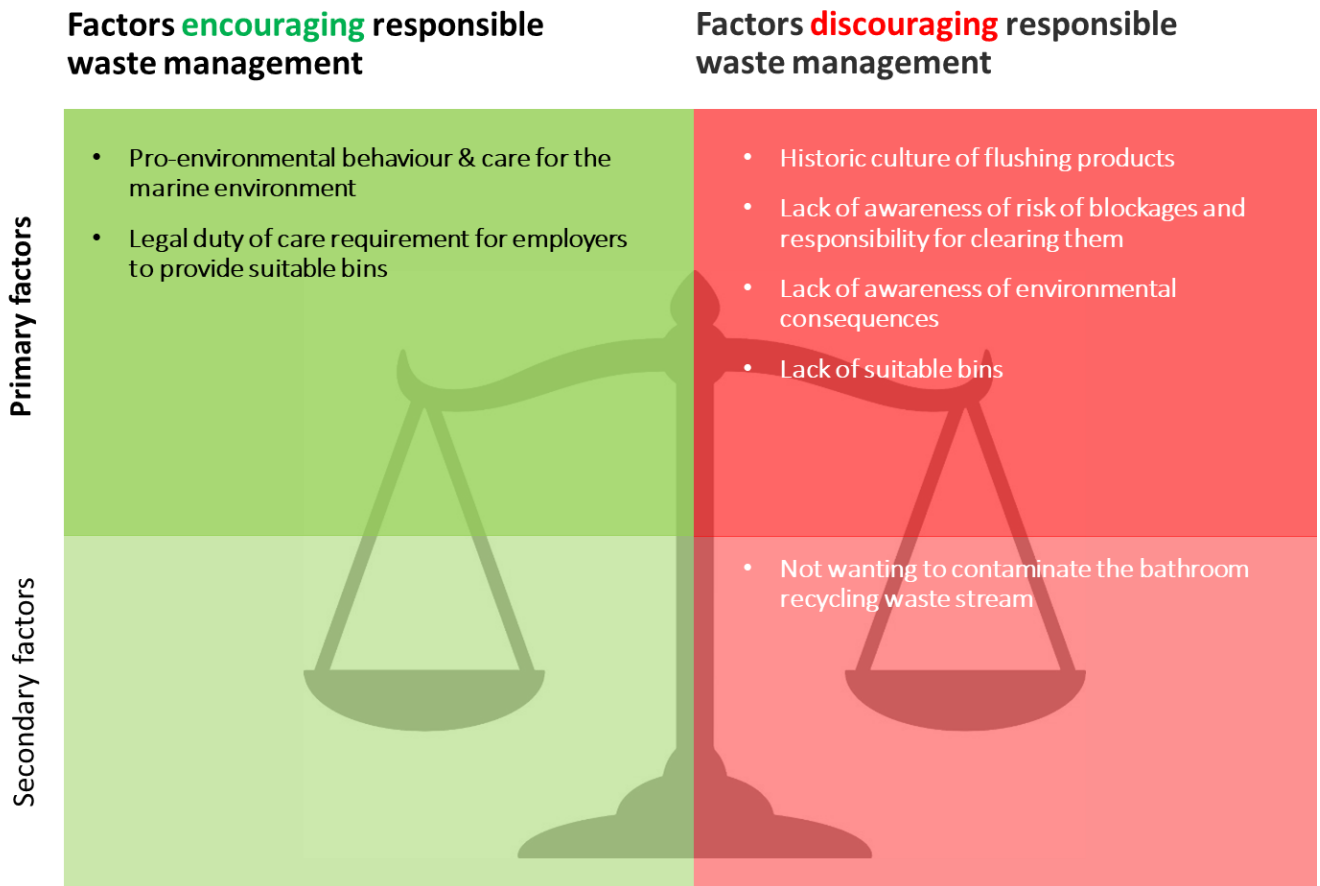 Factors encouraging responsible
waste management
Factors discouraging responsible
waste management
Primary factors
• Pro-environmental behaviour & care for the
marine environment
• Legal duty of care requirement for employers
to provide suitable bins
• Historic culture of flushing products
• Lack of awareness of risk of blockages and
responsibility for clearing them
• Lack of awareness of environmental
consequences
• Lack of suitable bins
Secondary factors
• Not wanting to contaminate the bathroom
recycling waste stream